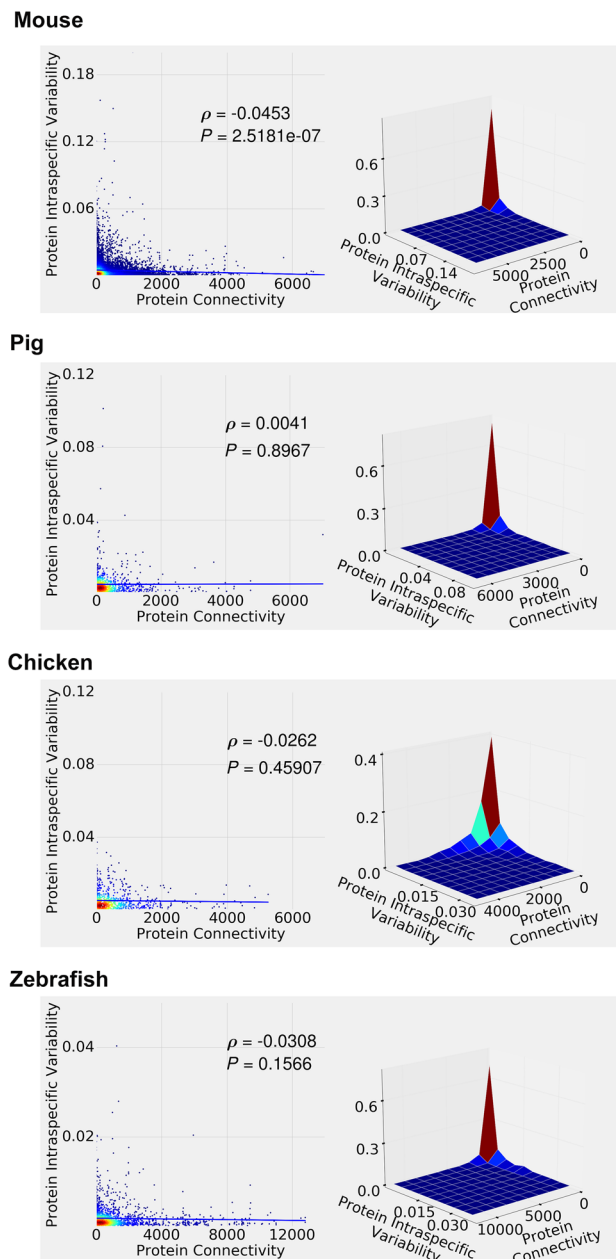 Mouse
Protein Intraspecific Variability
0.18
0.12
0.06
ρ = -0.0453
P = 2.5181e-07
0 2000 4000 6000
Protein Connectivity
0.6
0.3
0.0
0.07
0.14
Protein Intraspecific
Variability
5000
2500
0
Protein
Connectivity
Pig
Protein Intraspecific Variability
0.12
0.08
0.04
ρ = 0.0041
P = 0.8967
0 2000 4000 6000
Protein Connectivity
0.6
0.3
0.0
0.04
0.08
Protein Intraspecific
Variability
6000
3000
0
Protein
Connectivity
Chicken
Protein Intraspecific Variability
0.12
0.08
0.04
ρ = -0.0262
P = 0.45907
0 2000 4000 6000
Protein Connectivity
0.4
0.2
0.0
0.015
0.030
Protein Intraspecific
Variability
4000
2000
0
Protein
Connectivity
Zebrafish
Protein Intraspecific Variability
0.04
0.02
ρ = -0.0308
P = 0.1566
0 4000 8000 12000
Protein Connectivity
0.6
0.3
0.0
0.015
0.030
Protein Intraspecific
Variability
10000
5000
0
Protein
Connectivity